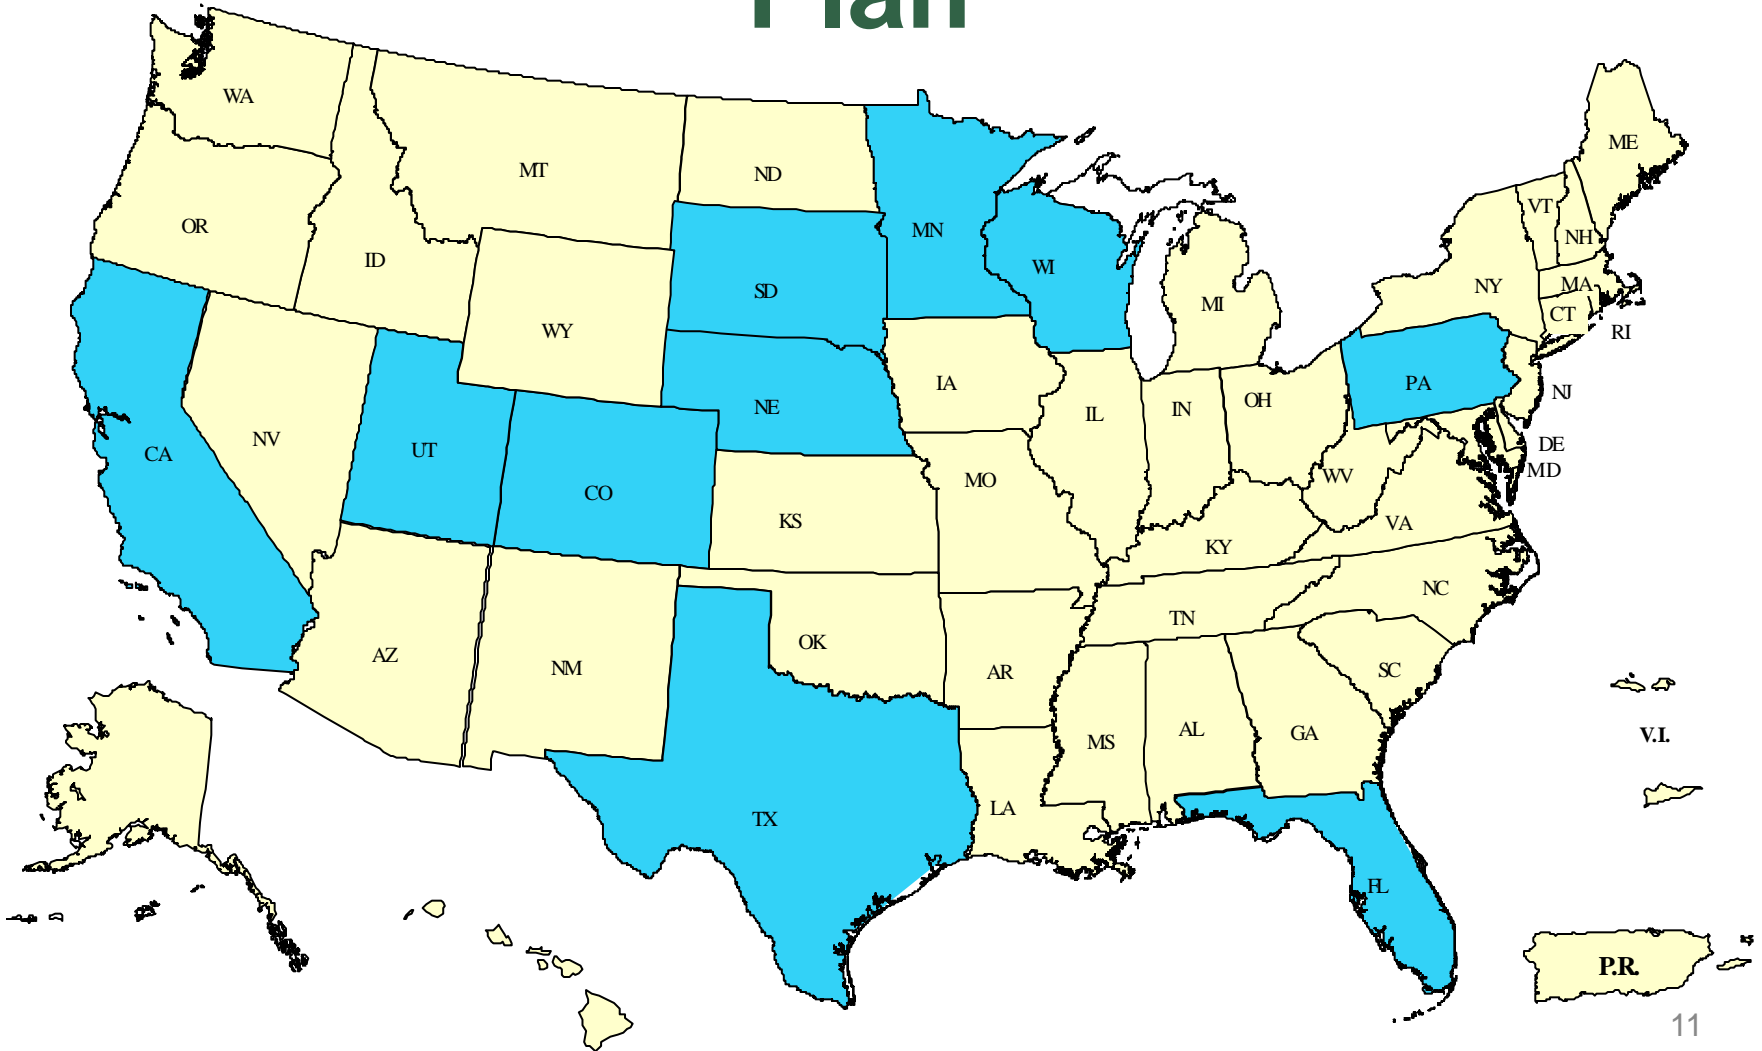 Plan
WA
MT
ND
MN
ME
OR
ID
SD
WI
VT
NH
WY
MI
NY
MA
CT
RI
IA
NE
IL
IN
OH
PA
NJ
NV
UT
CA
CO
MO
WV
DE
MD
KS
KY
VA
NC
TN
AZ
NM
OK
AR
SC
MS
AL
GA
V.I.
TX
LA
FL
P.R.
11